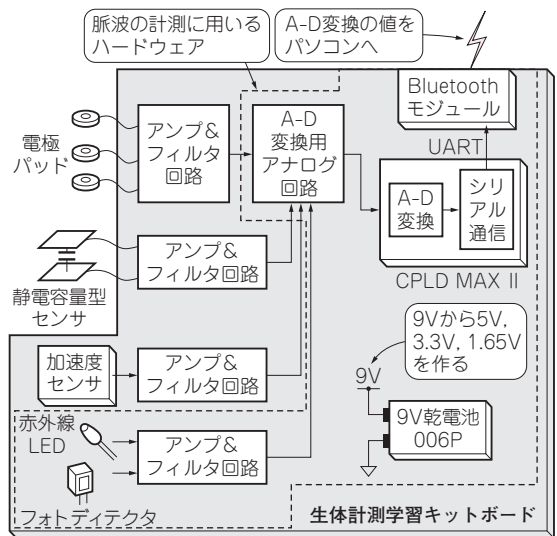 脈波の計測に用いる
ハードウェア
A-D変換の値を
パソコンへ
Bluetooth
モジュール
UART
電極
パッド
アンプ&
フィルタ
回路
A-D
変換用
アナログ
回路
A-D
変換
シリ
アル
通信
CPLD MAX II
静電容量型
センサ
アンプ&
フィルタ回路
加速度
センサ
アンプ&
フィルタ回路
9Vから5V,
3.3V, 1.65V
を作る
9V
9V乾電池
006P
赤外線
LED
アンプ&
フィルタ回路
フォトディテクタ
生体計測学習キットボード